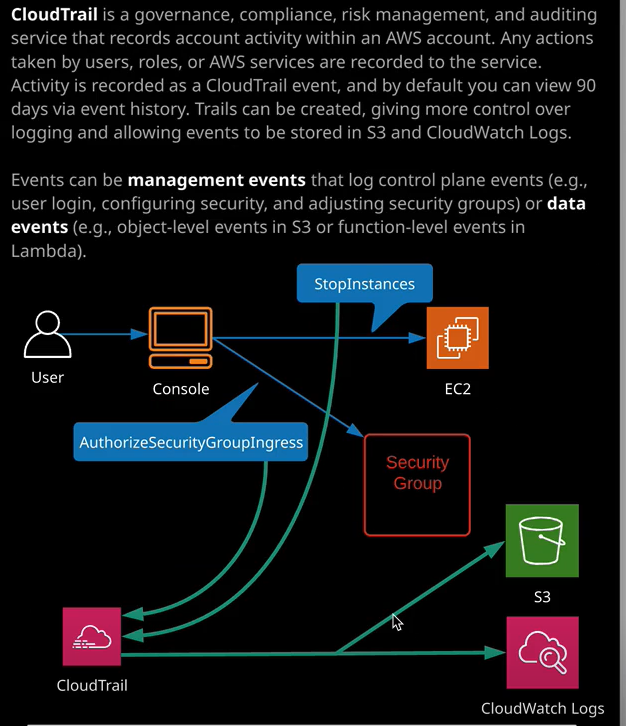 CloudTrail is a governance, compliance, risk management, and auditing
service that records account activity within an AWS account. Any actions
taken by users, roles, or AWS services are recorded to the service.
Activity is recorded as a CloudTrail event, and by default you can view 90
days via event history. Trails can be created, giving more control over
logging and allowing events to be stored in S3 and CloudWatch Logs.
Events can be management events that log control plane events (e.g.,
user login, configuring security, and adjusting security groups) or data
events (e.g., object-level events in S3 or function-level events in
Lambda).
StopInstances
User
Console
EC2
AuthorizeSecurityGroupIngress
Security
Group
S3
CloudTrail
CloudWatch Logs